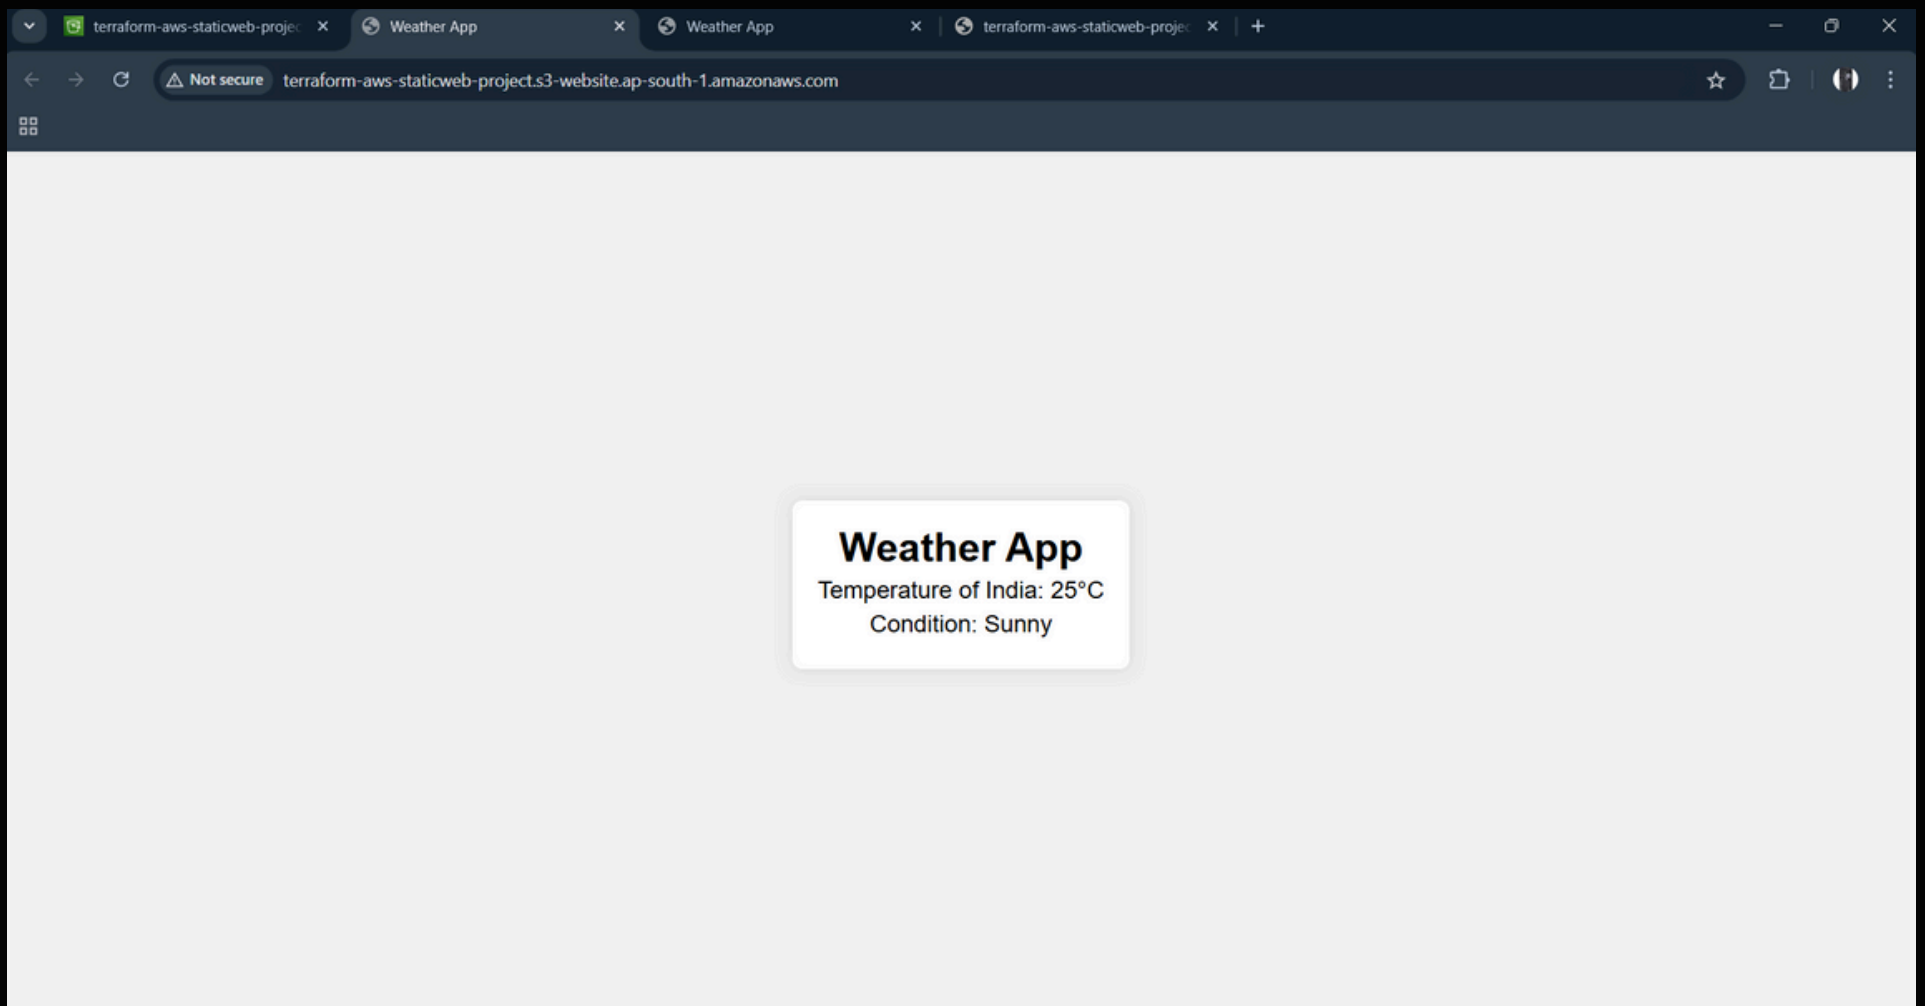 terraform-aws-staticweb-projec
Weather App
Weather App
terraform-aws-staticweb-projec
Not secure
terraform-aws-staticweb-project.s3-website.ap-south-1.amazonaws.com
Weather App
Temperature of India: 25°C
Condition: Sunny